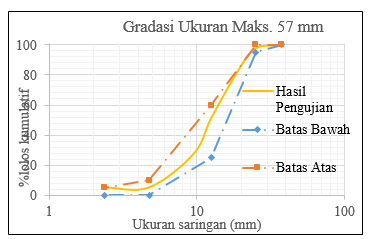 Gradasi Ukuran Maks. 57 mm
100
80
60
40
20
0
%lolos kumulatif
1
10
100
Ukuran saringan (mm)
Hasil
Pengujian
Batas Bawah
Batas Atas